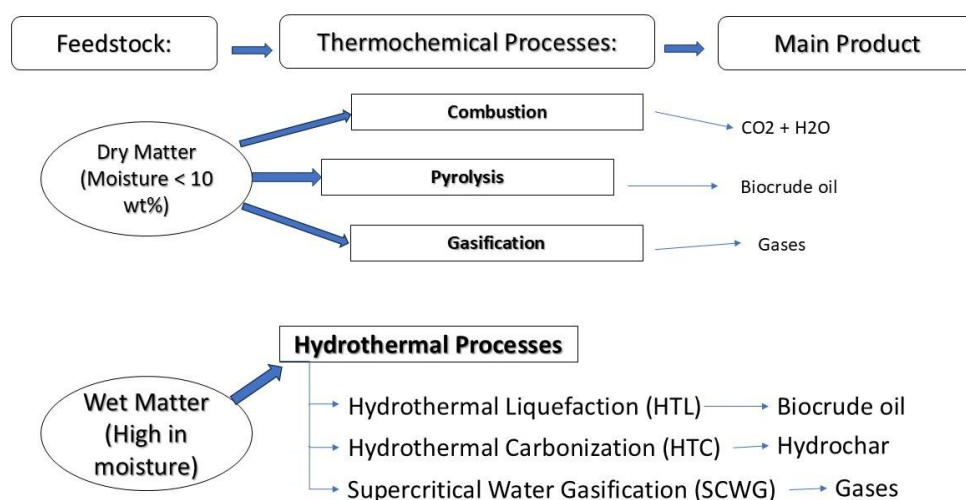 Feedstock:
Thermochemical Processes:
Main Product
Combustion
CO2 + H2O
Dry Matter
(Moisture < 10
wt%)
Pyrolysis
Biocrude oil
Gasification
Gases
Hydrothermal Processes
Wet Matter
(High in
moisture)
Hydrothermal Liquefaction (HTL)
Biocrude oil
Hydrothermal Carbonization (HTC)
Hydrochar
Supercritical Water Gasification (SCWG)
Gases